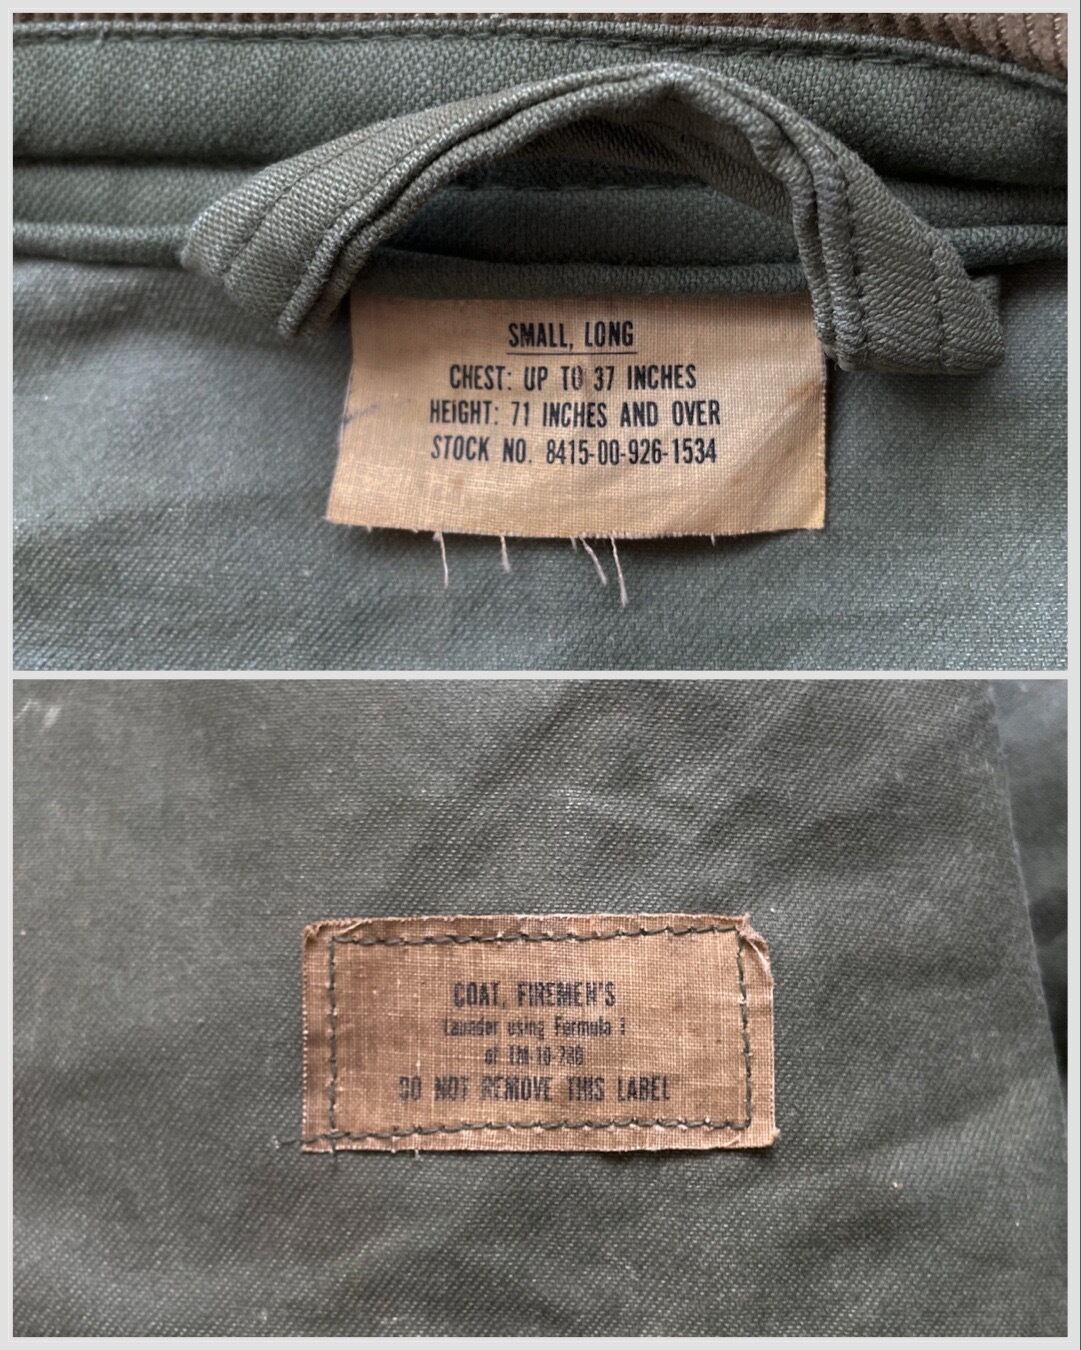 SMALL, LONG
CHEST: UP TO 37 INCHES
HEIGHT: 71 INCHES AND OVER
STOCK NO. 8415-00-926-1534
COAT, FIREMEN'S
Launder using Formula
of TM-10-280
DO NOT REMOVE THIS LABEL